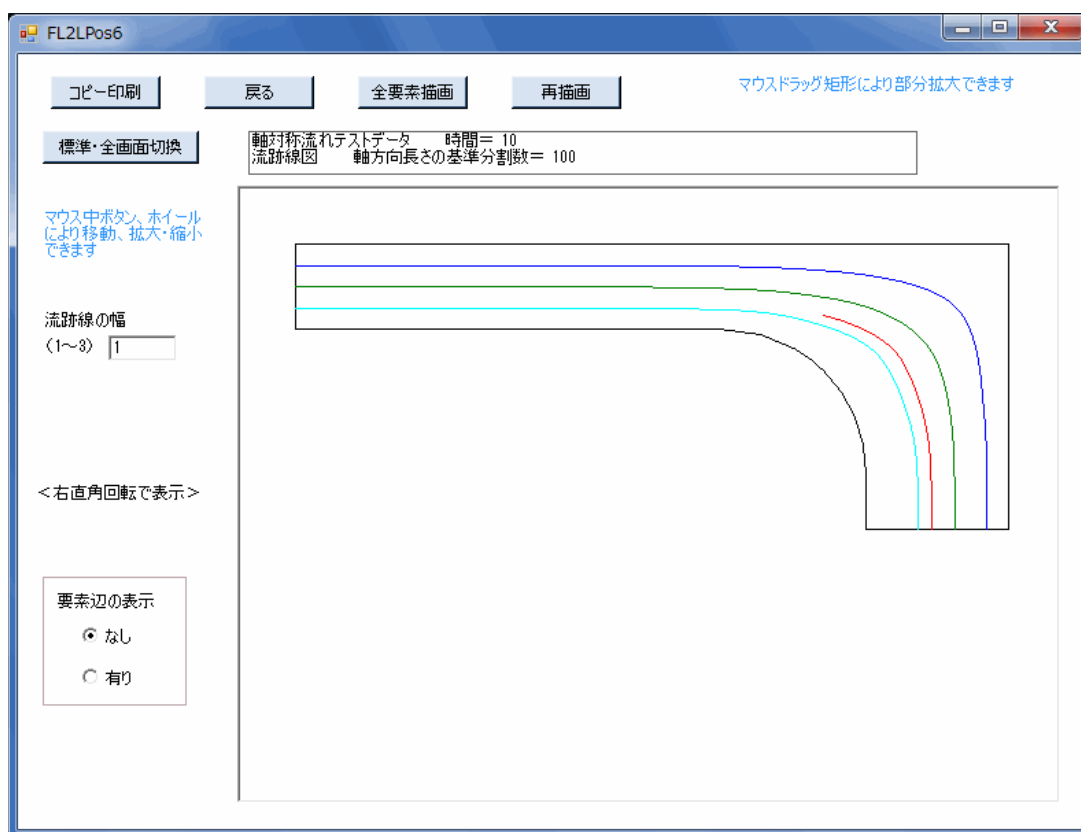 FL2LPos6
コピー印刷
戻る
全要素描画
再描画
マウスドラッグ矩形により部分拡大できます
標準・全画面切換
軸対称流れテストデータ 時間= 10
流跡線図 軸方向長さの基準分割数= 100
マウス中ボタン、ホイール
により移動、拡大・縮小
できます
流跡線の幅
(1~3) 1
<右直角回転で表示>
要素辺の表示
なし
有り